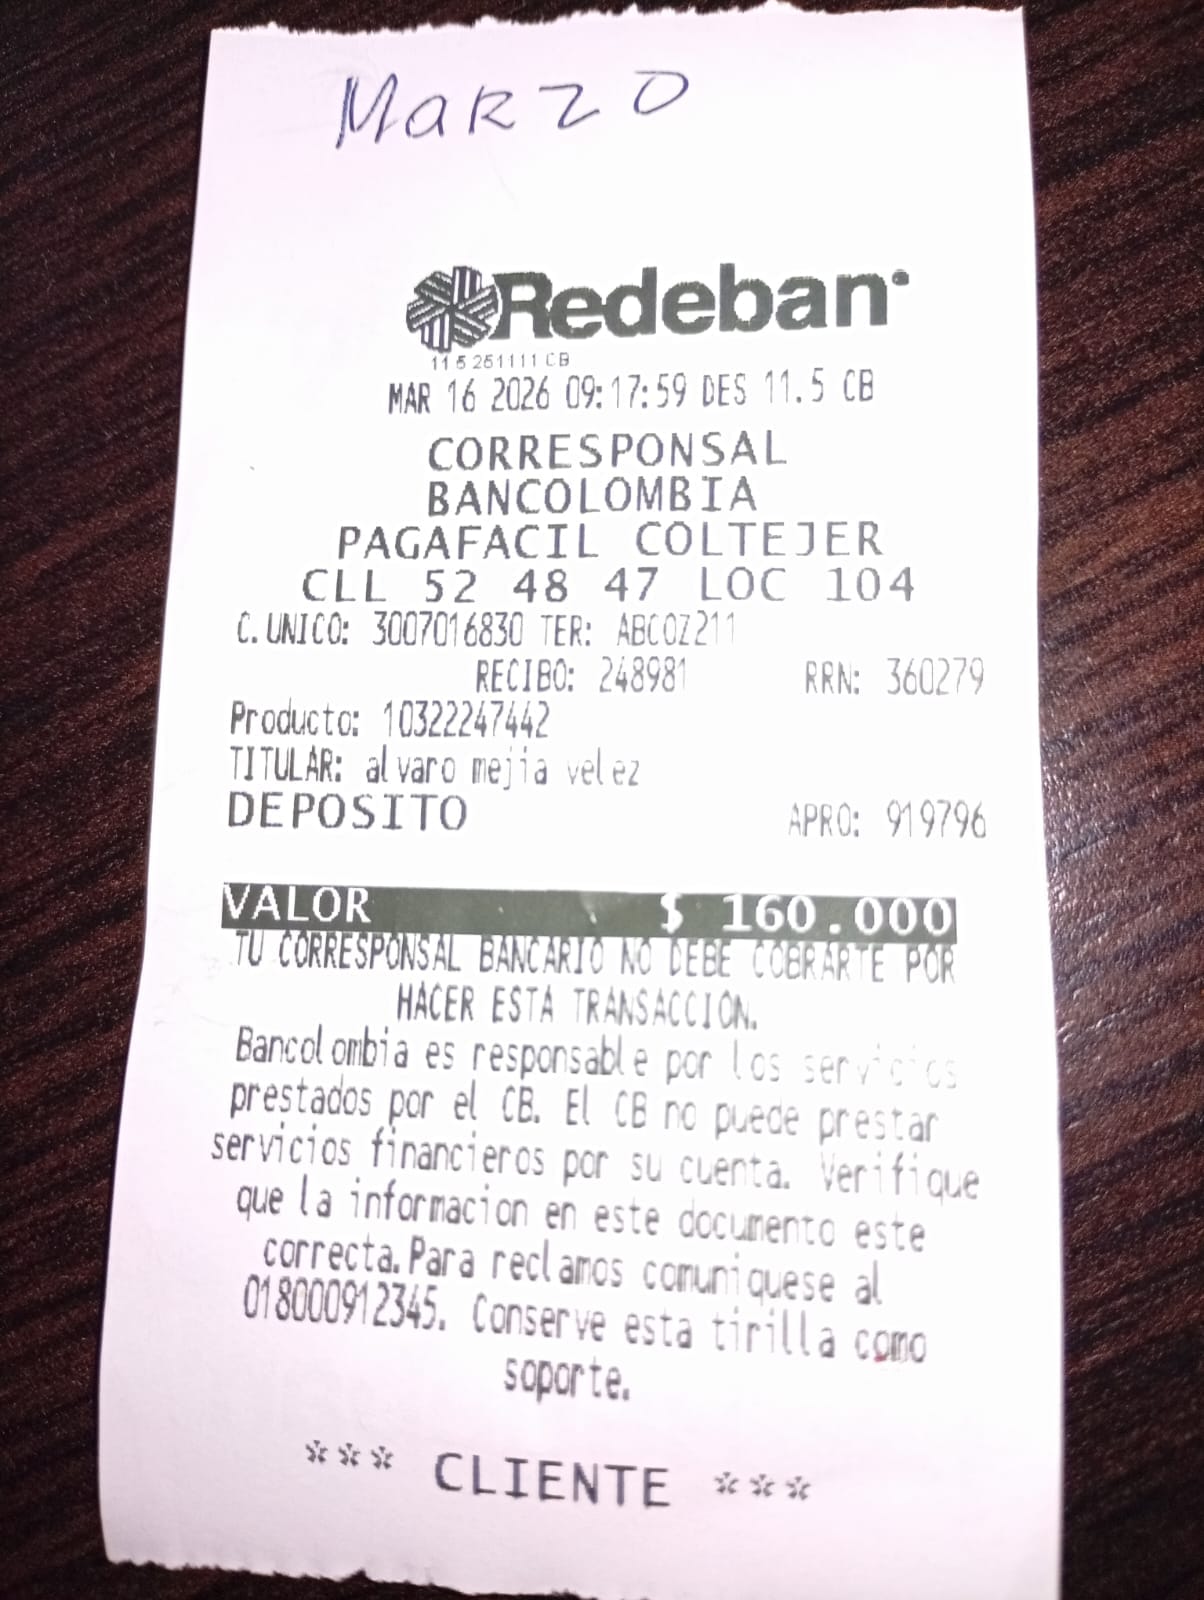 MARZO
Redeban
11.5 251111 CB
MAR 16 2026 09:17:59 DES 11.5 CB
CORRESPONSAL
BANCOLOMBIA
PAGAFACIL COLTEJER
CLL 52 48 47 LOC 104
C. UNICO: 3007016830 TER: ABCOZ211
RECIBO: 248981 RRN: 360279
Producto: 10322247442
TITULAR: alvaro mejia velez
DEPOSITO APRO: 919796
VALOR $ 160.000
TU CORRESPONSAL BANCARIO NO DEBE COBRARTE POR
HACER ESTA TRANSACCION.
Bancolombia es responsable por los servicios
prestados por el CB. El CB no puede prestar
servicios financieros por su cuenta. Verifique
que la informacion en este documento este
correcta.Para reclamos comuniquese al
018000912345. Conserve esta tirilla como
soporte.
*** CLIENTE ***